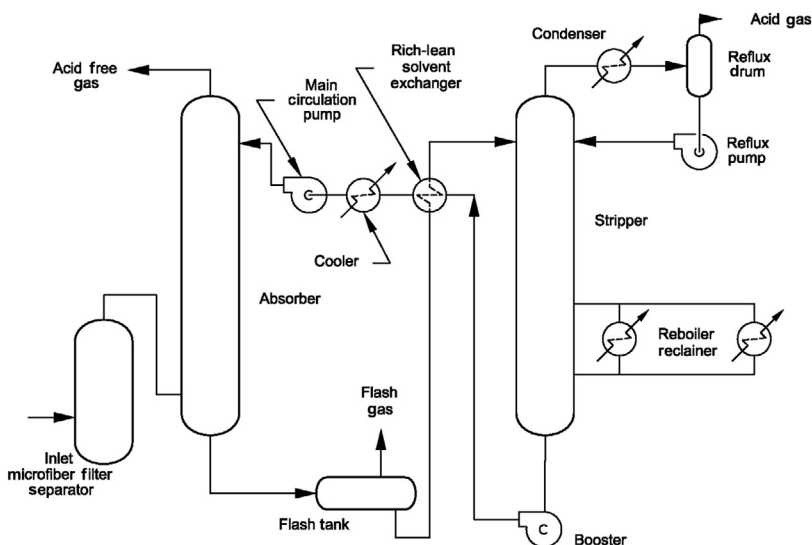 Acid gas
Condenser
Reflux
drum
Rich-lean
solvent
exchanger
Acid free
gas
Main
circulation
pump
Reflux
pump
C
C
Stripper
Cooler
Absorber
Reboiler
reclainer
Flash
gas
Inlet
microfiber filter
separator
Flash tank
C
Booster